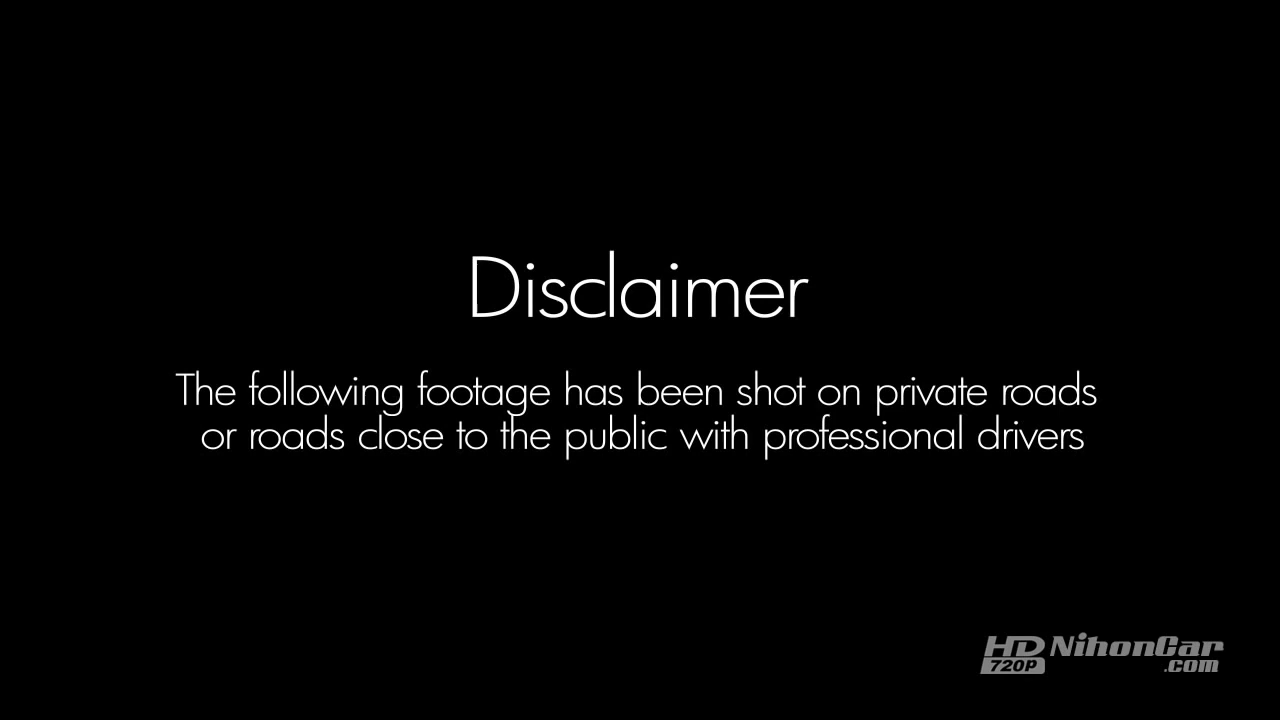 Disclaimer
The following footage has been shot on private roads
or roads close to the public with professional drivers
HD NihonCar
720P .com